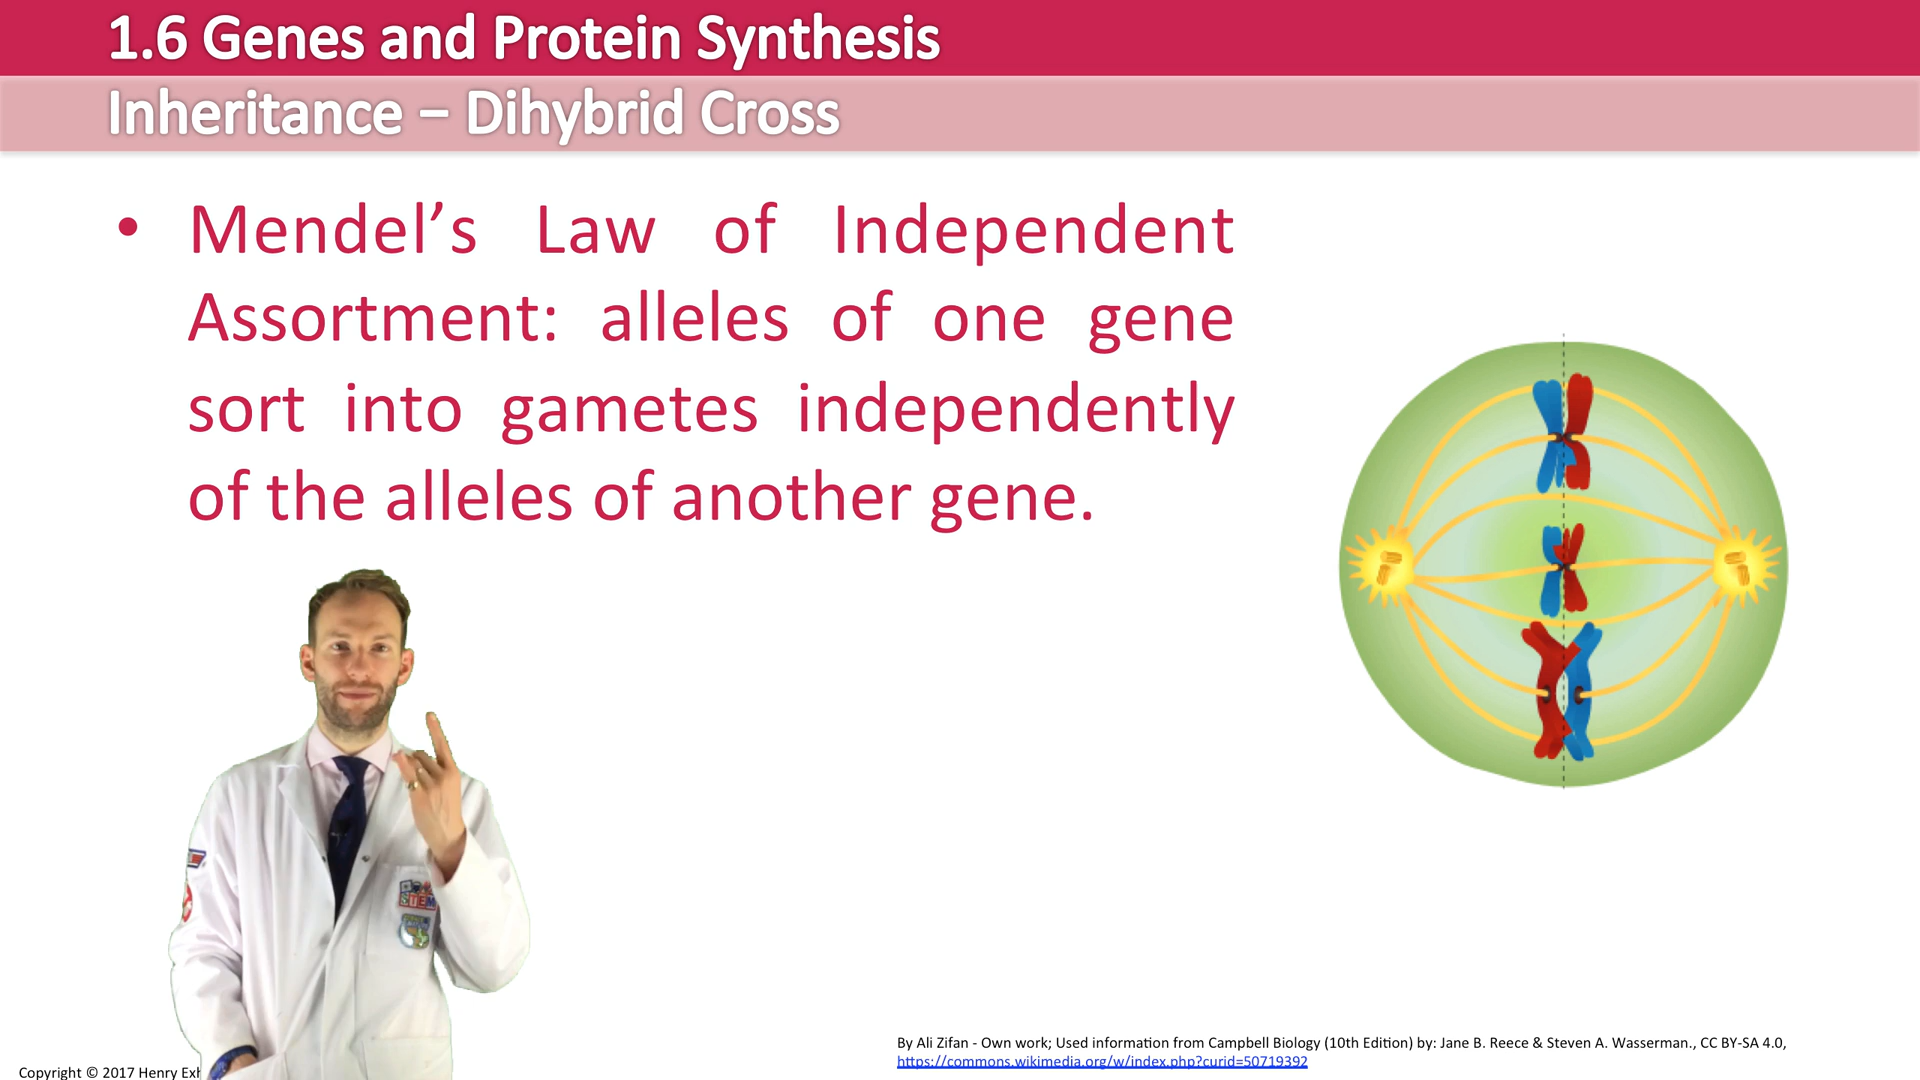 1.6 Genes and Protein Synthesis
Inheritance – Dihybrid Cross
• Mendel’s Law of Independent
Assortment: alleles of one gene
sort into gametes independently
of the alleles of another gene.
STEM
By Ali Zifan - Own work; Used information from Campbell Biology (10th Edition) by: Jane B. Reece & Steven A. Wasserman., CC BY-SA 4.0,
https://commons.wikimedia.org/w/index.php?curid=50719392
Copyright © 2017 Henry